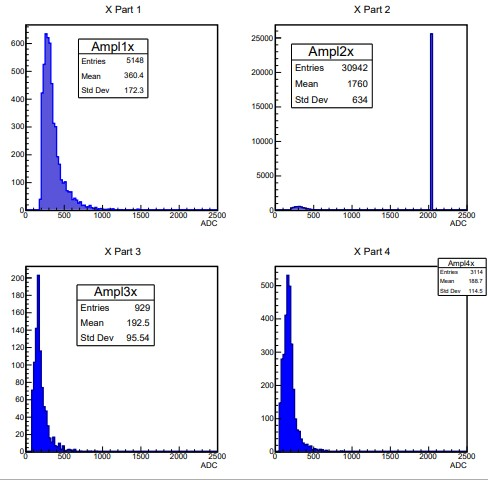 X Part 1
Ampl1x
Entries 5148
Mean 360.4
Std Dev 172.3
600
500
400
300
200
100
0
0 500 1000 1500 2000 2500
ADC
X Part 2
Ampl2x
Entries 30942
Mean 1760
Std Dev 634
25000
20000
15000
10000
5000
0
0 500 1000 1500 2000 2500
ADC
X Part 3
Ampl3x
Entries 929
Mean 192.5
Std Dev 95.54
200
180
160
140
120
100
80
60
40
20
0
0 500 1000 1500 2000 2500
ADC
X Part 4
Ampl4x
Entries 3114
Mean 188.7
Std Dev 114.5
500
400
300
200
100
0
0 500 1000 1500 2000 2500
ADC